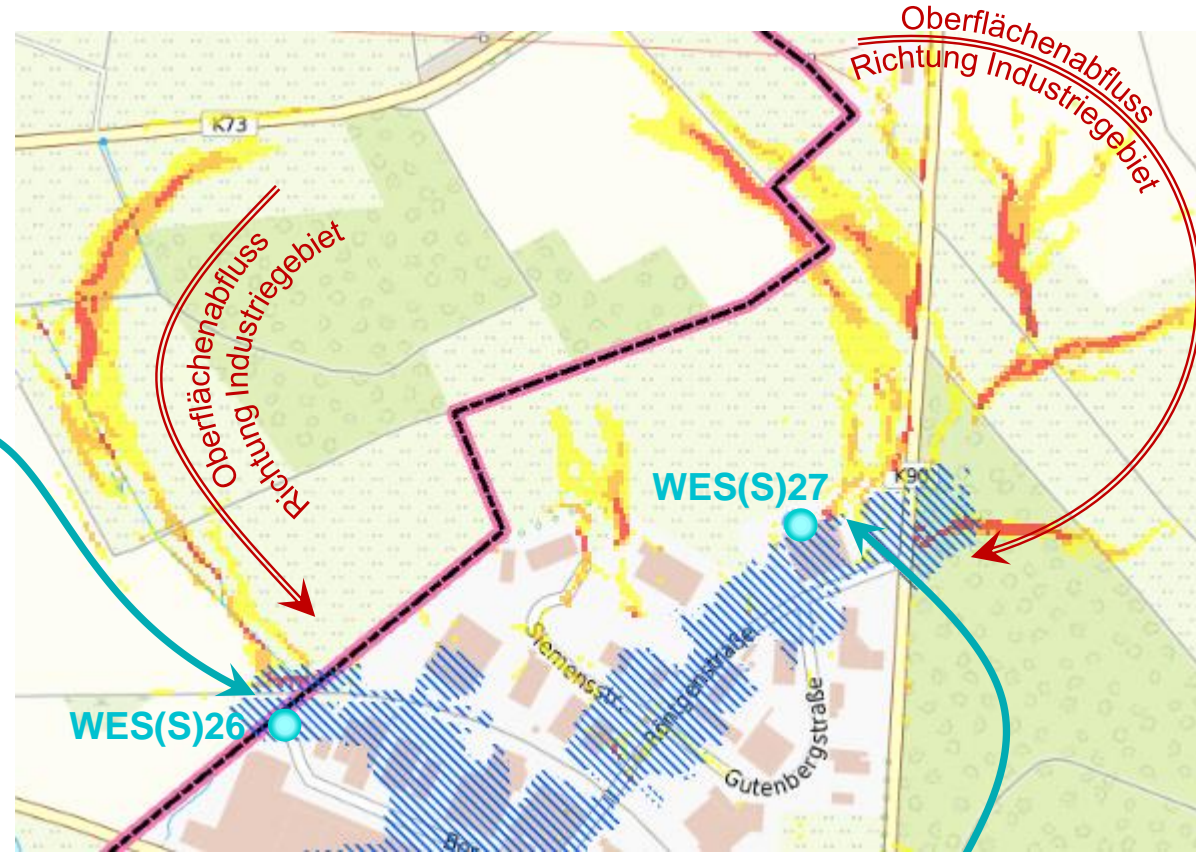 Oberflächenabfluss
Richtung Industriegebiet
K73
Oberflächenabfluss
Richtung Industriegebiet
WES(S)27
K90
Siemensstr.
Röntgenstraße
WES(S)26
Gutenbergstraße